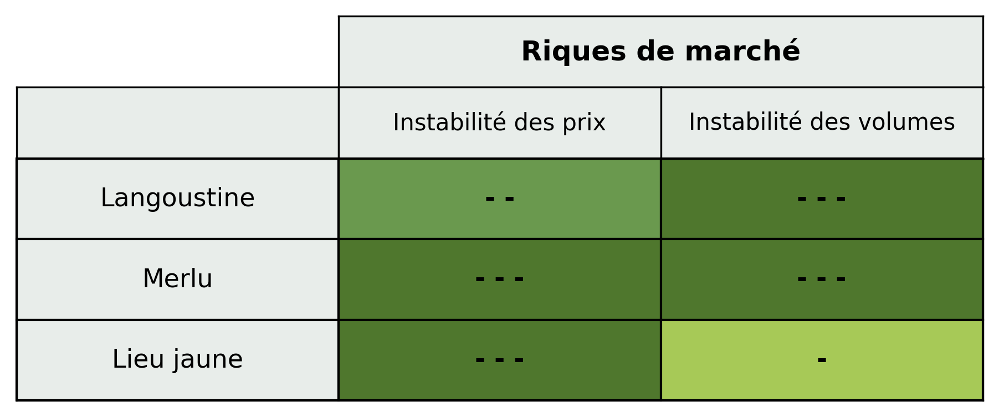 Riques de marché
Instabilité des prix Instabilité des volumes
Langoustine - - - - -
Merlu - - - - - -
Lieu jaune - - - -